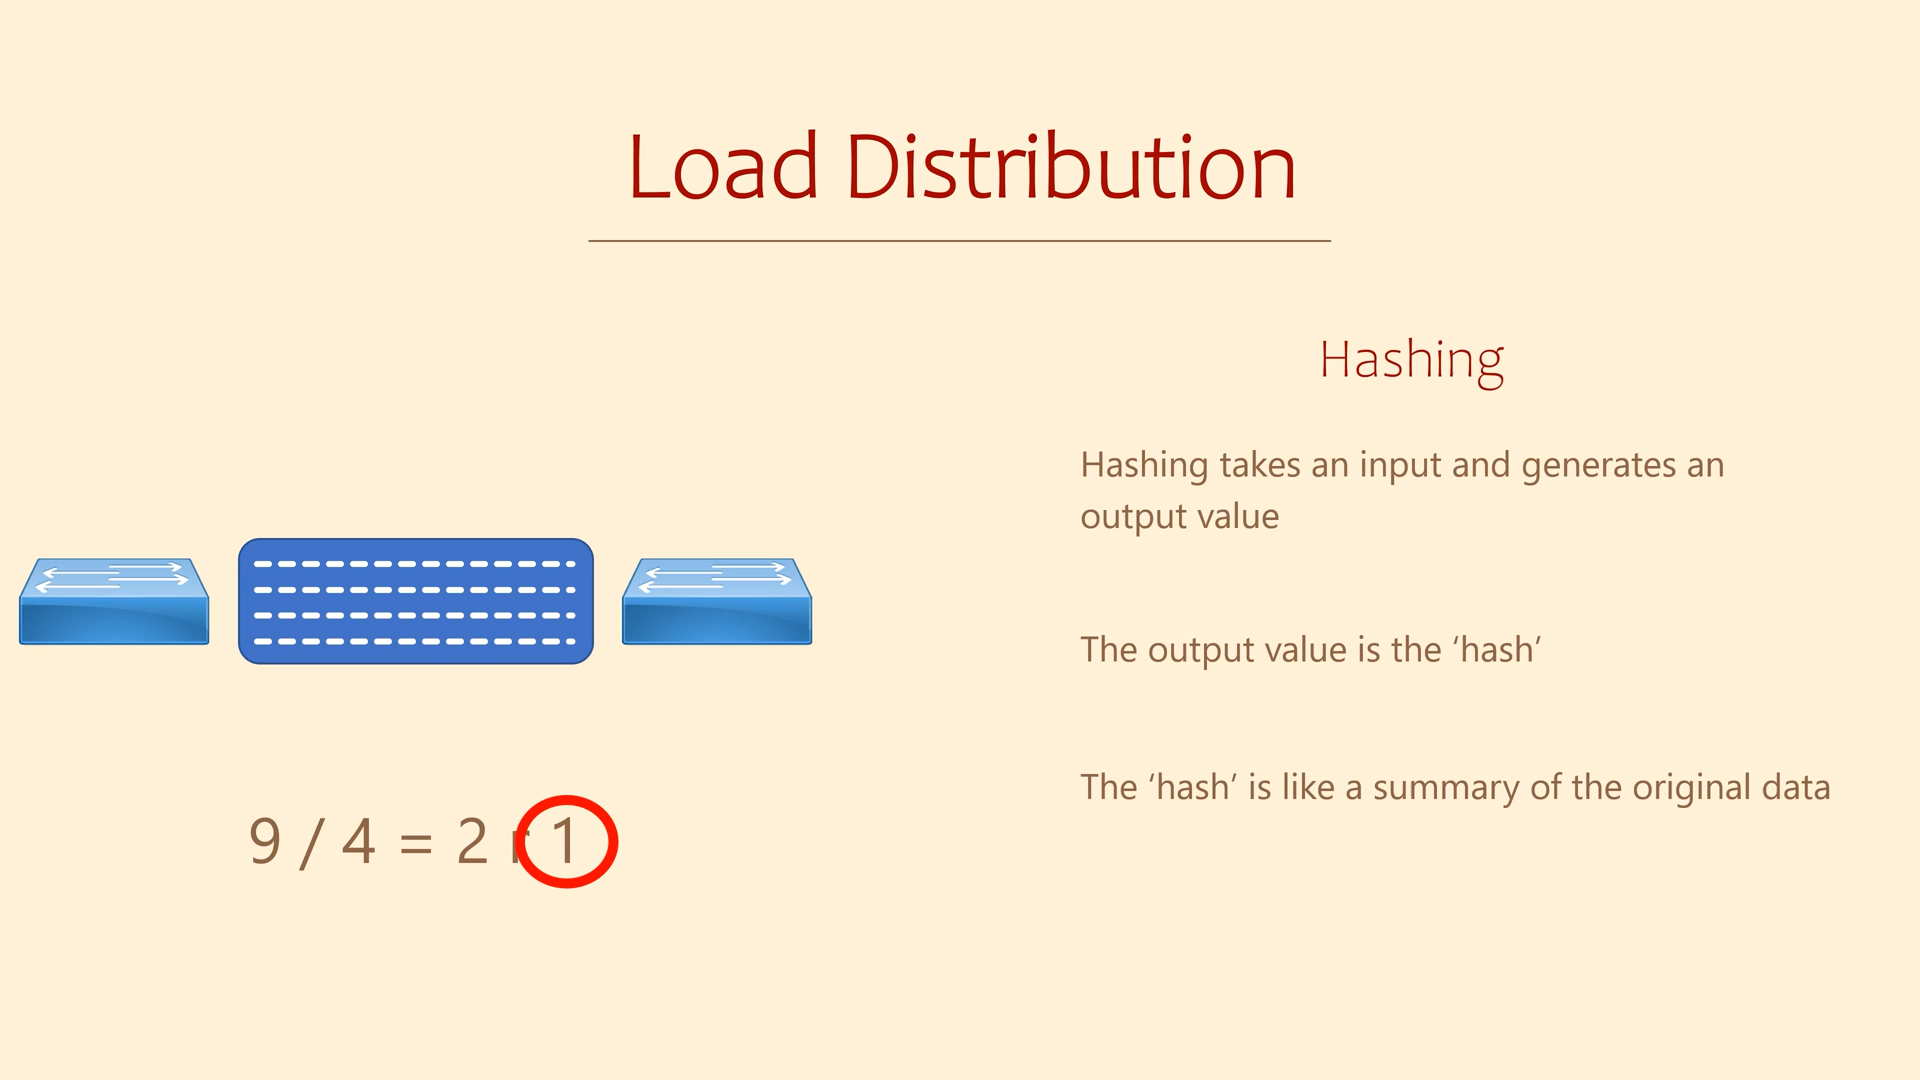 Load Distribution
Hashing
Hashing takes an input and generates an
output value
The output value is the ‘hash’
The ‘hash’ is like a summary of the original data
9 / 4 = 2 r 1